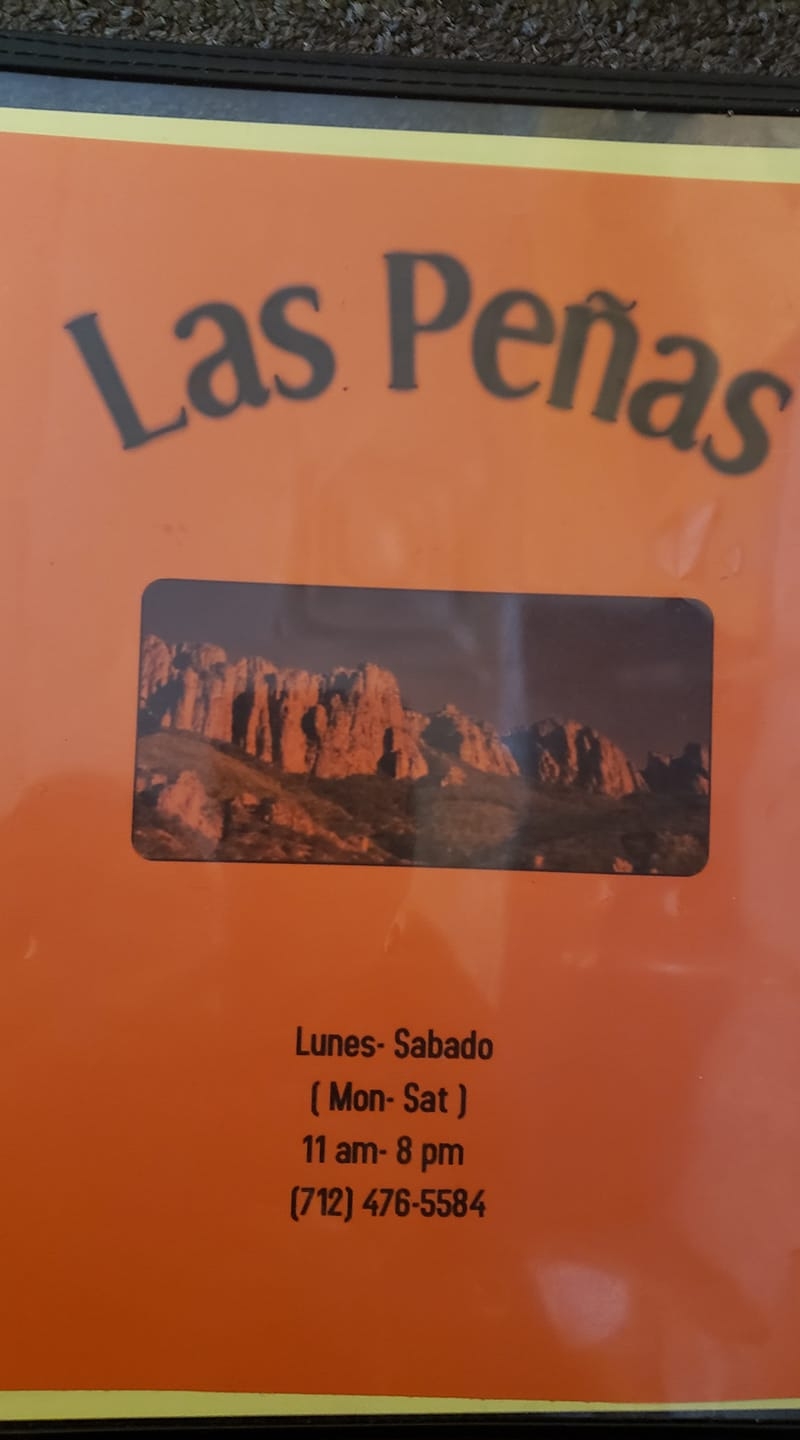 Las Peñas
Lunes- Sabado
( Mon- Sat )
11 am- 8 pm
(712) 476-5584